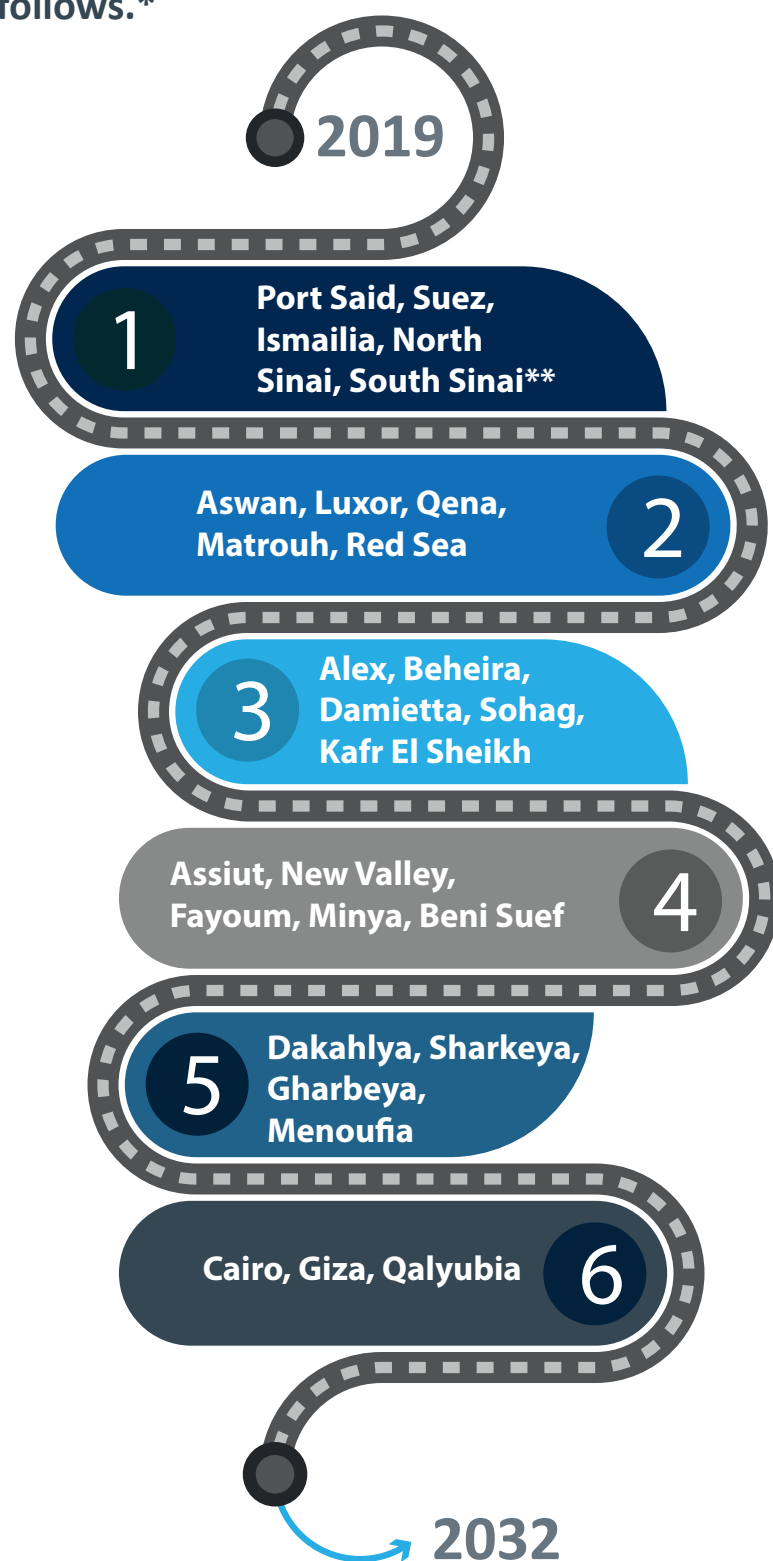 follows.*
2019
1
Port Said, Suez,
Ismailia, North
Sinai, South Sinai**
Aswan, Luxor, Qena,
Matrouh, Red Sea
2
3
Alex, Beheira,
Damietta, Sohag,
Kafr El Sheikh
Assiut, New Valley,
Fayoum, Minya, Beni Suef
4
5
Dakahlya, Sharkeya,
Gharbeya,
Menoufia
Cairo, Giza, Qalyubia
6
2032